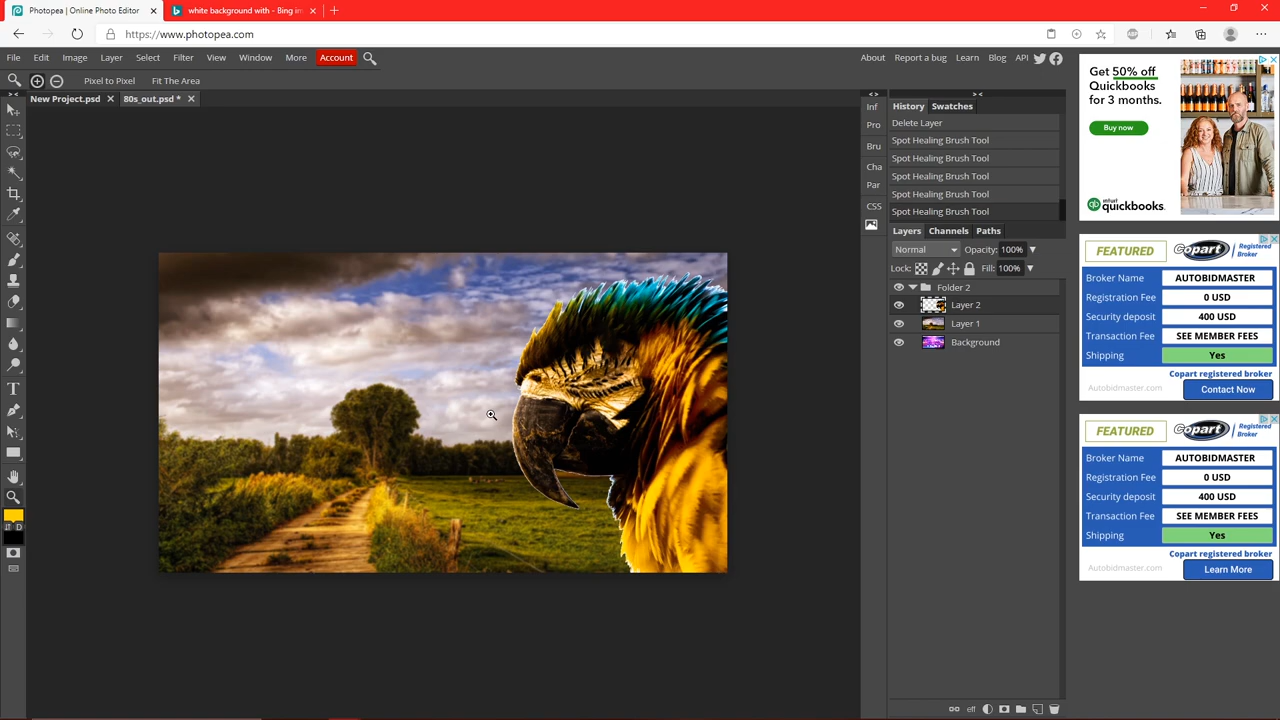 Photopea | Online Photo Editor
white background with - Bing im
https://www.photopea.com
File Edit Image Layer Select Filter View Window More Account
About Report a bug Learn Blog API
Pixel to Pixel Fit The Area
New Project.psd
80s_out.psd *
Inf
Pro
Bru
Cha
Par
CSS
History Swatches
Delete Layer
Spot Healing Brush Tool
Spot Healing Brush Tool
Spot Healing Brush Tool
Spot Healing Brush Tool
Spot Healing Brush Tool
Layers Channels Paths
Normal Opacity: 100%
Lock: Fill: 100%
Folder 2
Layer 2
Layer 1
Background
eff
Get 50% off
Quickbooks
for 3 months.
Buy now
intuit
quickbooks.
FEATURED Copart Registered
Broker
Broker Name AUTOBIDMASTER
Registration Fee 0 USD
Security deposit 400 USD
Transaction Fee SEE MEMBER FEES
Shipping Yes
Copart registered broker
Autobidmaster.com Contact Now
FEATURED Copart Registered
Broker
Broker Name AUTOBIDMASTER
Registration Fee 0 USD
Security deposit 400 USD
Transaction Fee SEE MEMBER FEES
Shipping Yes
Copart registered broker
Autobidmaster.com Learn More